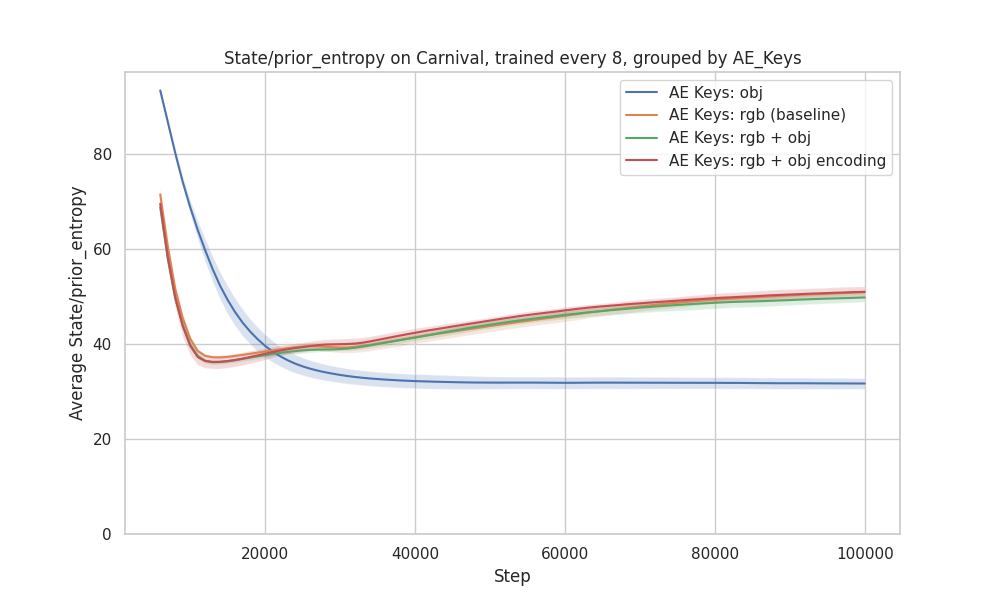 State/prior_entropy on Carnival, trained every 8, grouped by AE_Keys
AE Keys: obj
AE Keys: rgb (baseline)
AE Keys: rgb + obj
AE Keys: rgb + obj encoding
Average State/prior_entropy
80
60
40
20
0
20000
40000
60000
80000
100000
Step